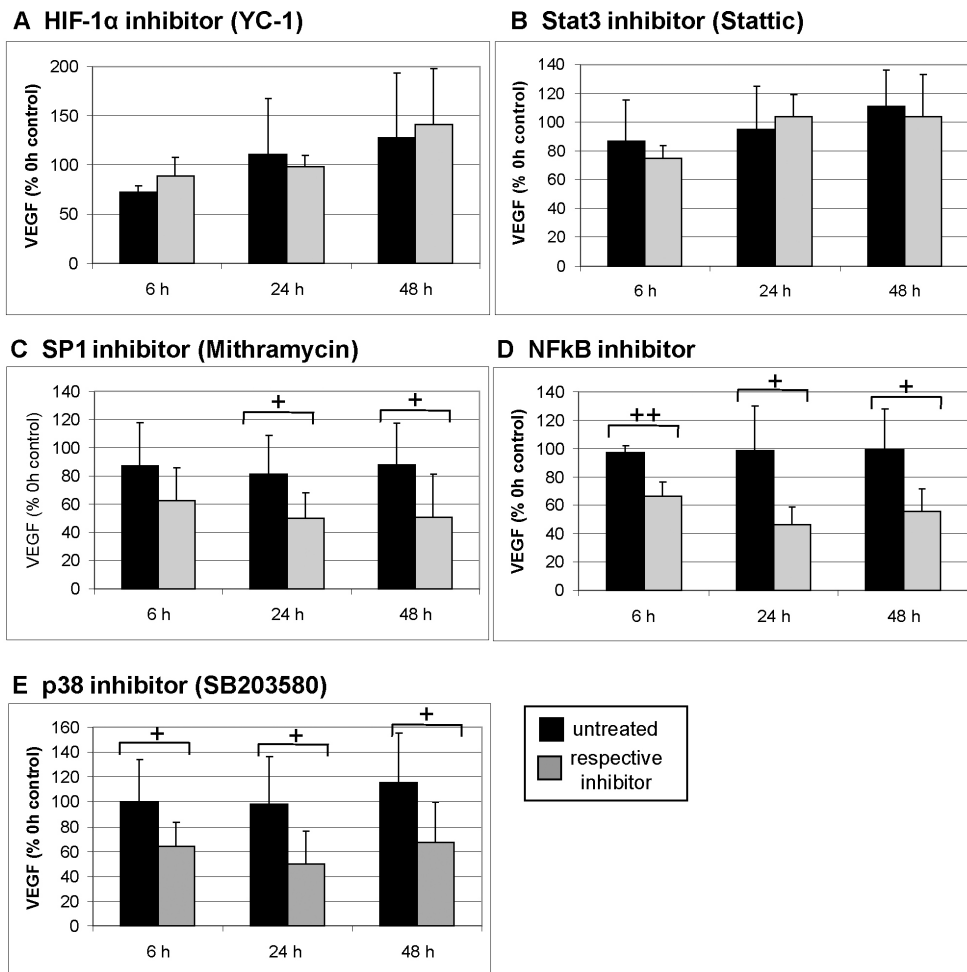 A HIF-1α inhibitor (YC-1)
VEGF (% 0h control)
200
150
100
50
0
6 h 24 h 48 h
B Stat3 inhibitor (Stattic)
VEGF (% 0h control)
140
120
100
80
60
40
20
0
6 h 24 h 48 h
C SP1 inhibitor (Mithramycin)
VEGF (% 0h control)
140
120
100
80
60
40
20
0
+ +
6 h 24 h 48 h
D NFkB inhibitor
VEGF (% 0h control)
140
120
100
80
60
40
20
0
++ + +
6 h 24 h 48 h
E p38 inhibitor (SB203580)
VEGF (% 0h control)
160
140
120
100
80
60
40
20
0
+ + +
6 h 24 h 48 h
untreated
respective
inhibitor